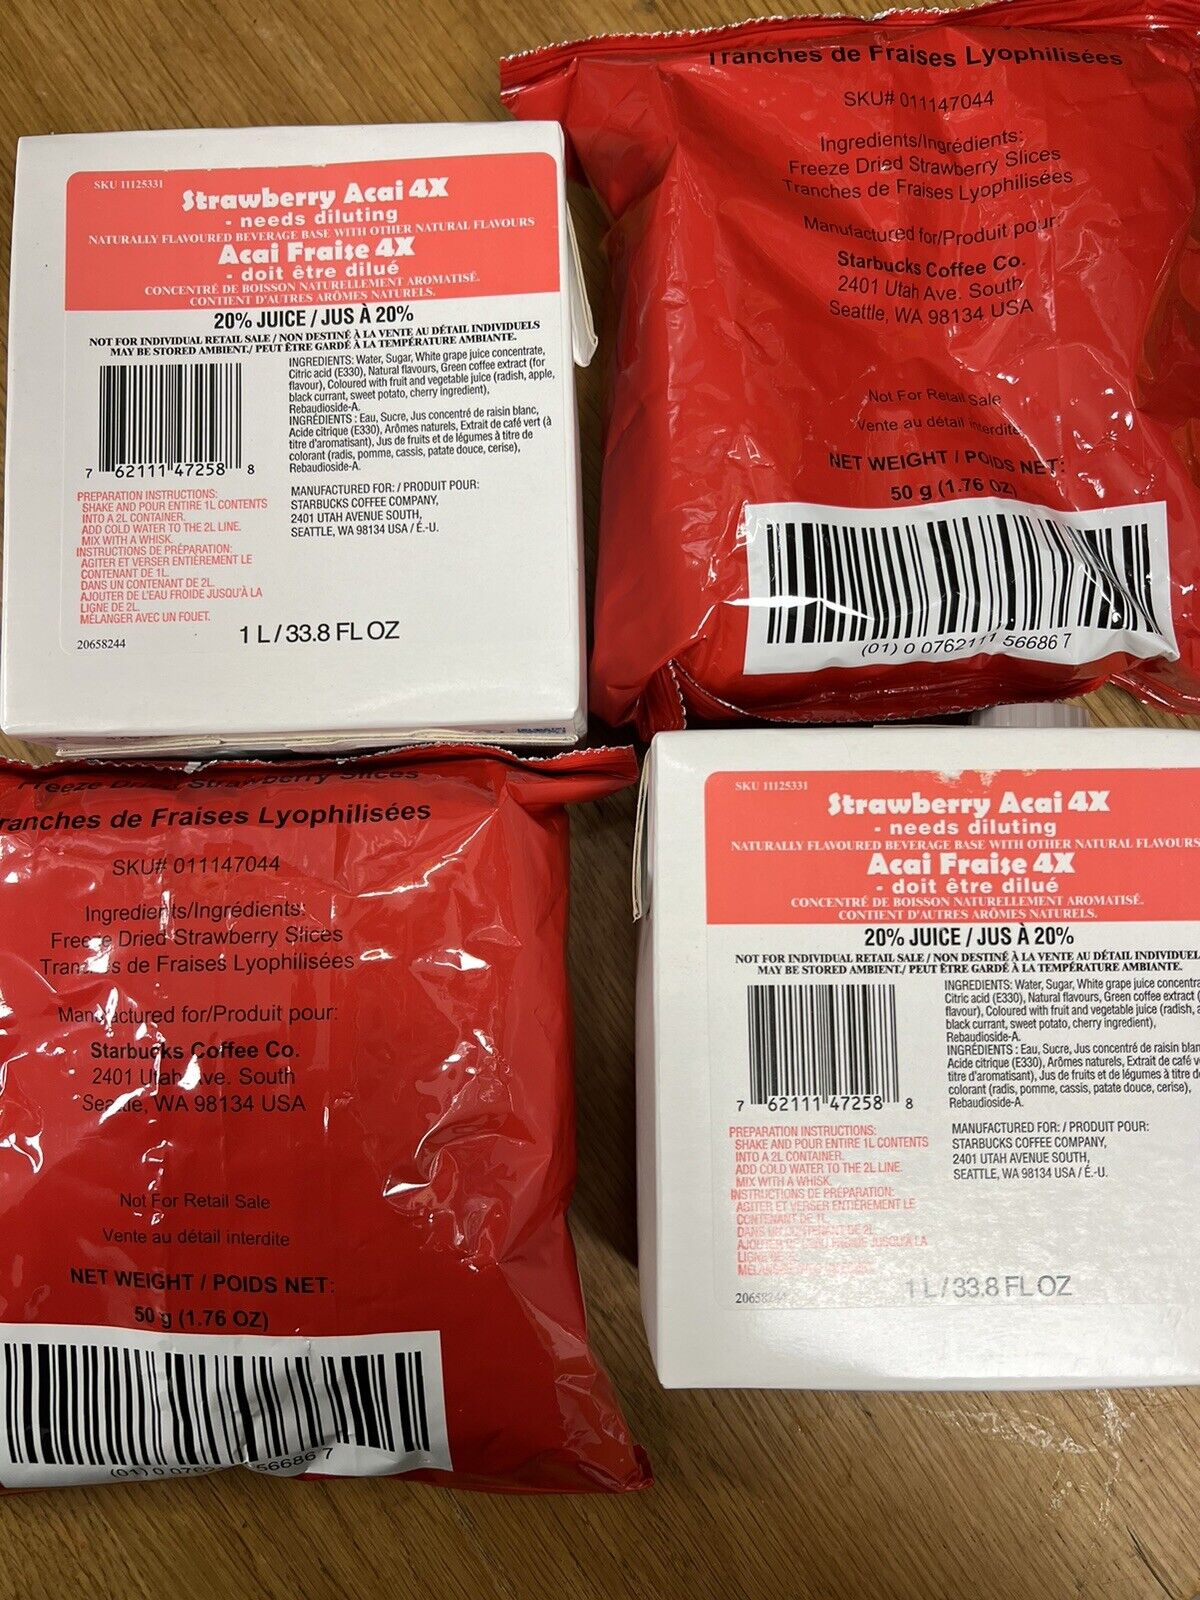 Tranches de Fraises Lyophilisées
SKU# 011147044
Ingredients/Ingrédients:
Freeze Dried Strawberry Slices
Tranches de Fraises Lyophilisées
Manufactured for/Produit pour:
Starbucks Coffee Co.
2401 Utah Ave. South
Seattle, WA 98134 USA
Not For Retail Sale
Vente au détail interdite
NET WEIGHT / POIDS NET:
50 g (1.76 OZ)
(01) 0 0762111 56686 7
SKU 11125331
Strawberry Acai 4X
- needs diluting
NATURALLY FLAVOURED BEVERAGE BASE WITH OTHER NATURAL FLAVOURS
Acai Fraise 4X
- doit être dilué
CONCENTRÉ DE BOISSON NATURELLEMENT AROMATISÉ.
CONTIENT D'AUTRES ARÔMES NATURELS.
20% JUICE / JUS À 20%
NOT FOR INDIVIDUAL RETAIL SALE / NON DESTINÉ À LA VENTE AU DÉTAIL INDIVIDUELS
MAY BE STORED AMBIENT./ PEUT ÊTRE GARDÉ À LA TEMPÉRATURE AMBIANTE.
INGREDIENTS: Water, Sugar, White grape juice concentrate,
Citric acid (E330), Natural flavours, Green coffee extract (for
flavour), Coloured with fruit and vegetable juice (radish, apple,
black currant, sweet potato, cherry ingredient),
Rebaudioside-A.
INGRÉDIENTS : Eau, Sucre, Jus concentré de raisin blanc,
Acide citrique (E330), Arômes naturels, Extrait de café vert (à
titre d'aromatisant), Jus de fruits et de légumes à titre de
colorant (radis, pomme, cassis, patate douce, cerise),
Rebaudioside-A.
7 62111 47258 8
PREPARATION INSTRUCTIONS:
SHAKE AND POUR ENTIRE 1L CONTENTS
INTO A 2L CONTAINER.
ADD COLD WATER TO THE 2L LINE.
MIX WITH A WHISK.
INSTRUCTIONS DE PRÉPARATION:
AGITER ET VERSER ENTIÈREMENT LE
CONTENANT DE 1L.
DANS UN CONTENANT DE 2L.
AJOUTER DE L'EAU FROIDE JUSQU'À LA
LIGNE DE 2L.
MÉLANGER AVEC UN FOUET.
MANUFACTURED FOR: / PRODUIT POUR:
STARBUCKS COFFEE COMPANY,
2401 UTAH AVENUE SOUTH,
SEATTLE, WA 98134 USA / É.-U.
20658244
1 L / 33.8 FL OZ
Freeze Dried Strawberry Slices
Tranches de Fraises Lyophilisées
SKU# 011147044
Ingredients/Ingrédients:
Freeze Dried Strawberry Slices
Tranches de Fraises Lyophilisées
Manufactured for/Produit pour:
Starbucks Coffee Co.
2401 Utah Ave. South
Seattle, WA 98134 USA
Not For Retail Sale
Vente au détail interdite
NET WEIGHT / POIDS NET:
50 g (1.76 OZ)
(01) 0 0762 56686 7
SKU 11125331
Strawberry Acai 4X
- needs diluting
NATURALLY FLAVOURED BEVERAGE BASE WITH OTHER NATURAL FLAVOURS
Acai Fraise 4X
- doit être dilué
CONCENTRÉ DE BOISSON NATURELLEMENT AROMATISÉ.
CONTIENT D'AUTRES ARÔMES NATURELS.
20% JUICE / JUS À 20%
NOT FOR INDIVIDUAL RETAIL SALE / NON DESTINÉ À LA VENTE AU DÉTAIL INDIVIDUEL
MAY BE STORED AMBIENT./ PEUT ÊTRE GARDÉ À LA TEMPÉRATURE AMBIANTE.
INGREDIENTS: Water, Sugar, White grape juice concentra
Citric acid (E330), Natural flavours, Green coffee extract (
flavour), Coloured with fruit and vegetable juice (radish, a
black currant, sweet potato, cherry ingredient),
Rebaudioside-A.
INGRÉDIENTS : Eau, Sucre, Jus concentré de raisin blan
Acide citrique (E330), Arômes naturels, Extrait de café v
titre d'aromatisant), Jus de fruits et de légumes à titre d
colorant (radis, pomme, cassis, patate douce, cerise),
Rebaudioside-A.
7 62111 47258 8
PREPARATION INSTRUCTIONS:
SHAKE AND POUR ENTIRE 1L CONTENTS
INTO A 2L CONTAINER.
ADD COLD WATER TO THE 2L LINE.
MIX WITH A WHISK.
INSTRUCTIONS DE PRÉPARATION:
AGITER ET VERSER ENTIÈREMENT LE
CONTENANT DE 1L.
DANS UN CONTENANT DE 2L.
AJOUTER DE L'EAU FROIDE JUSQU'À LA
LIGNE DE 2L.
MANUFACTURED FOR: / PRODUIT POUR:
STARBUCKS COFFEE COMPANY,
2401 UTAH AVENUE SOUTH,
SEATTLE, WA 98134 USA / É.-U.
20658244
1 L / 33.8 FL OZ